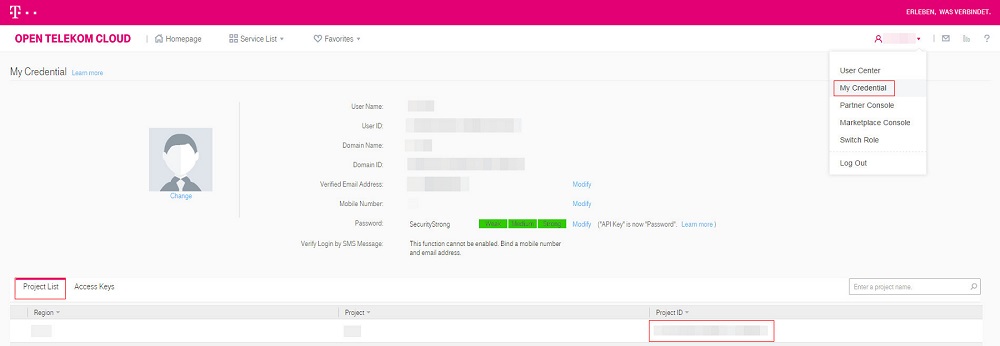 T
ERLEBEN, WAS VERBINDET.
OPEN TELEKOM CLOUD
Homepage
Service List
Favorites
?
My Credential Learn more
User Center
My Credential
Partner Console
Marketplace Console
Switch Role
Log Out
Change
User Name:
User ID:
Domain Name:
Domain ID:
Verified Email Address: Modify
Mobile Number: Modify
Password: SecurityStrong Weak Medium Strong Modify ("API Key" is now "Password". Learn more )
Verify Login by SMS Message: This function cannot be enabled. Bind a mobile number
and email address.
Project List Access Keys Enter a project name.
Region Project Project ID